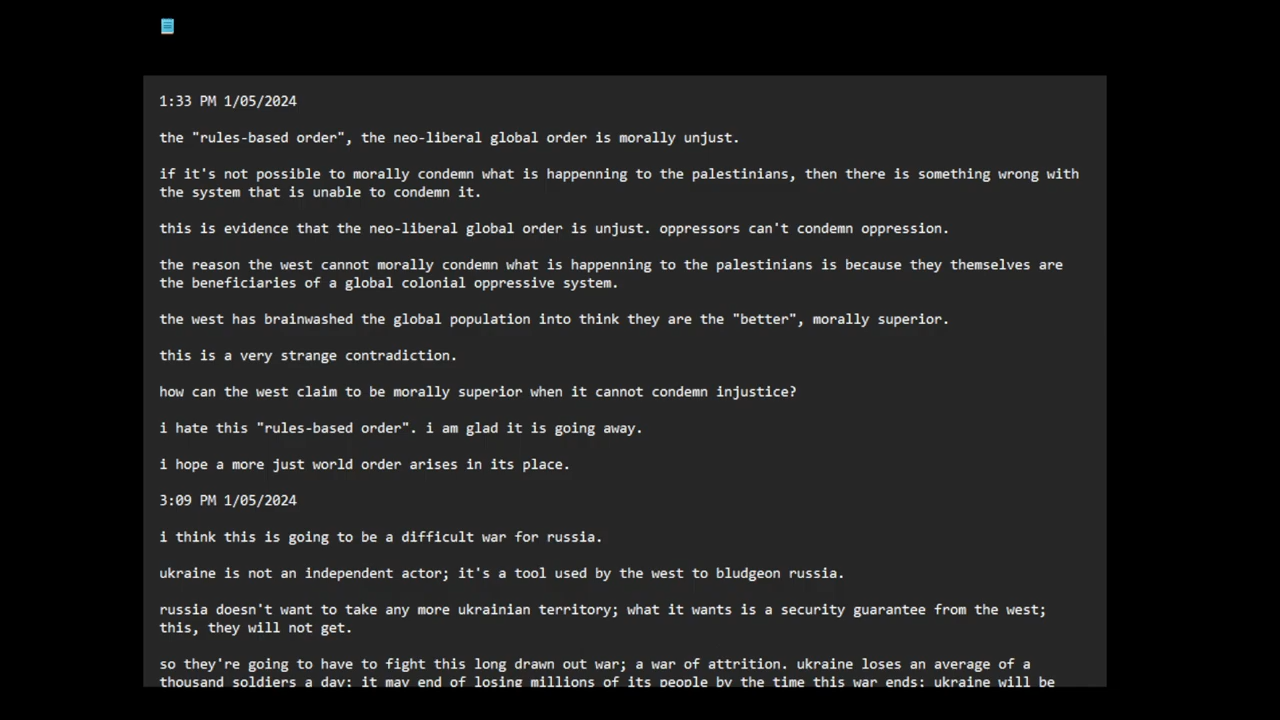 1:33 PM 1/05/2024
the "rules-based order", the neo-liberal global order is morally unjust.
if it's not possible to morally condemn what is happenning to the palestinians, then there is something wrong with
the system that is unable to condemn it.
this is evidence that the neo-liberal global order is unjust. oppressors can't condemn oppression.
the reason the west cannot morally condemn what is happenning to the palestinians is because they themselves are
the beneficiaries of a global colonial oppressive system.
the west has brainwashed the global population into think they are the "better", morally superior.
this is a very strange contradiction.
how can the west claim to be morally superior when it cannot condemn injustice?
i hate this "rules-based order". i am glad it is going away.
i hope a more just world order arises in its place.
3:09 PM 1/05/2024
i think this is going to be a difficult war for russia.
ukraine is not an independent actor; it's a tool used by the west to bludgeon russia.
russia doesn't want to take any more ukrainian territory; what it wants is a security guarantee from the west;
this, they will not get.
so they're going to have to fight this long drawn out war; a war of attrition. ukraine loses an average of a
thousand soldiers a day; it may end of losing millions of its people by the time this war ends; ukraine will be